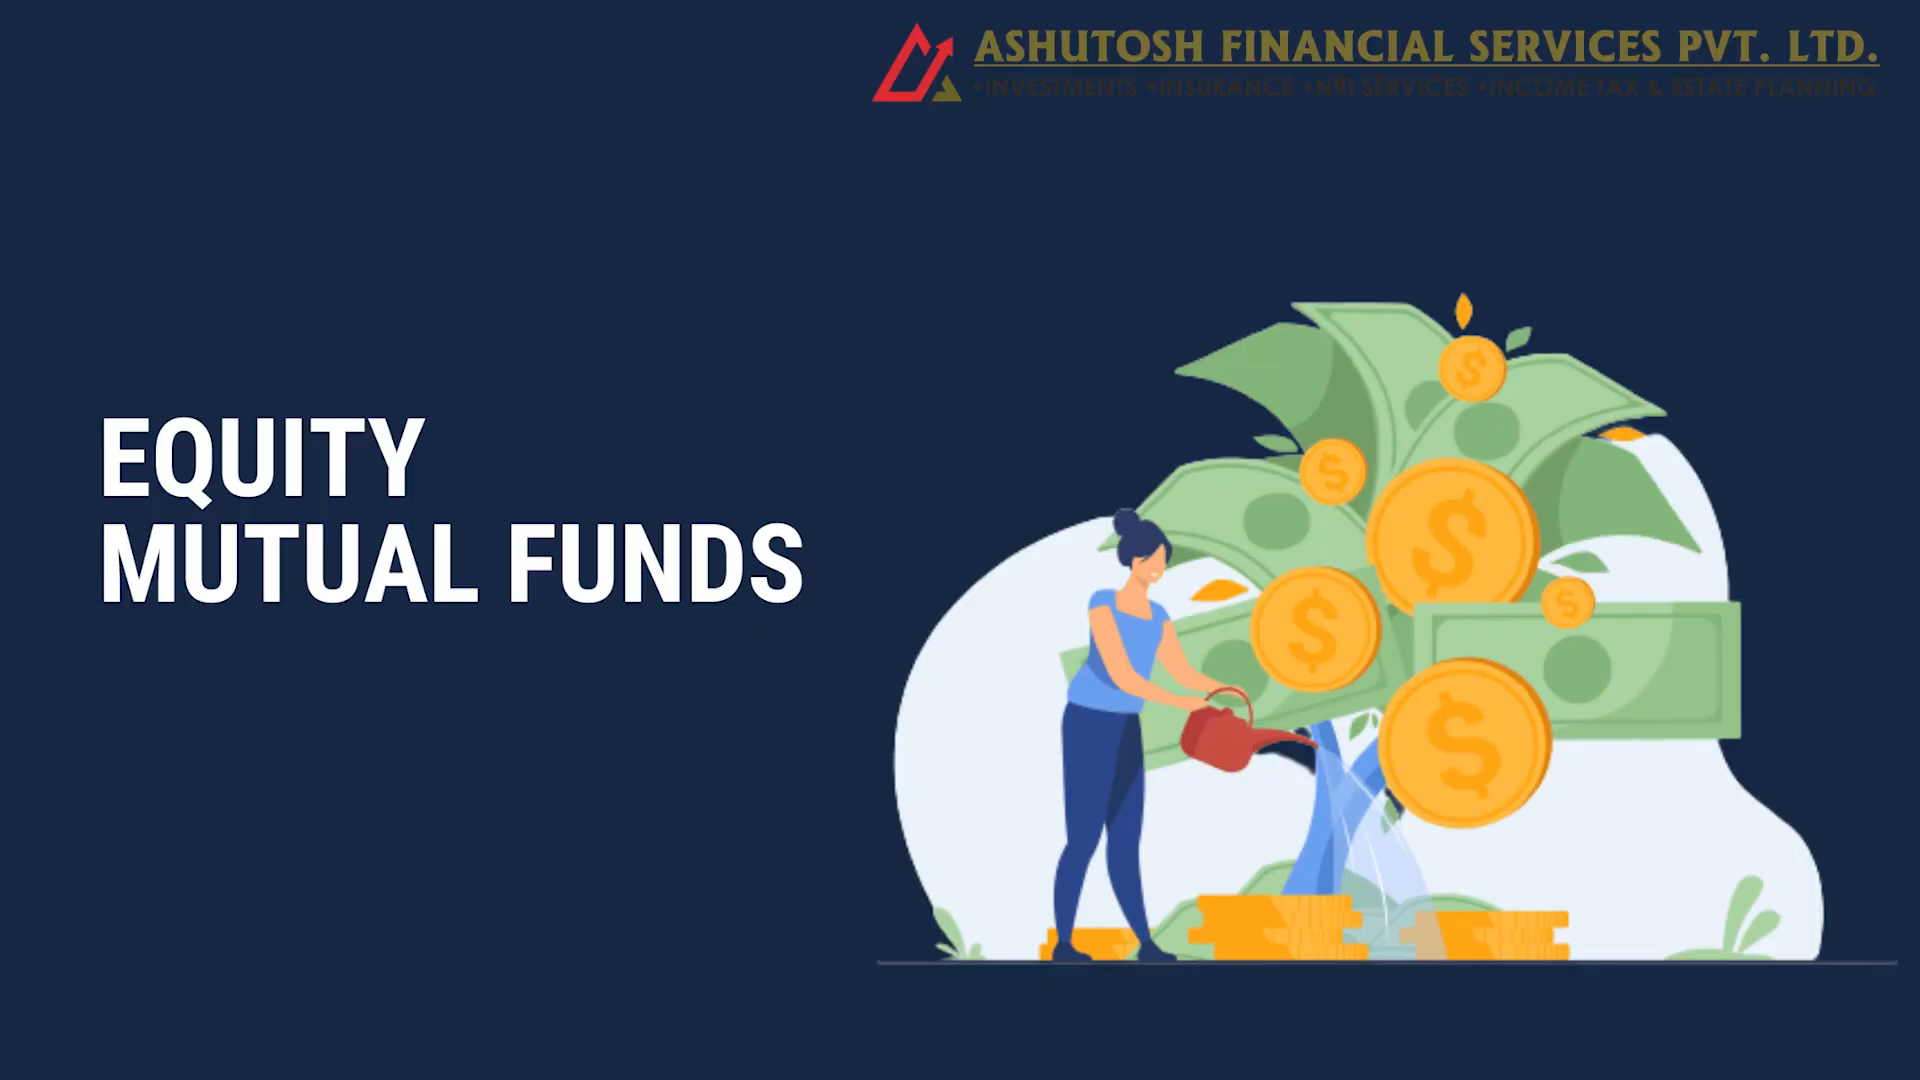 ASHUTOSH FINANCIAL SERVICES PVT. LTD.
•INVESTMENTS •INSURANCE •NRI SERVICES •INCOME TAX & ESTATE PLANNING
EQUITY
MUTUAL FUNDS